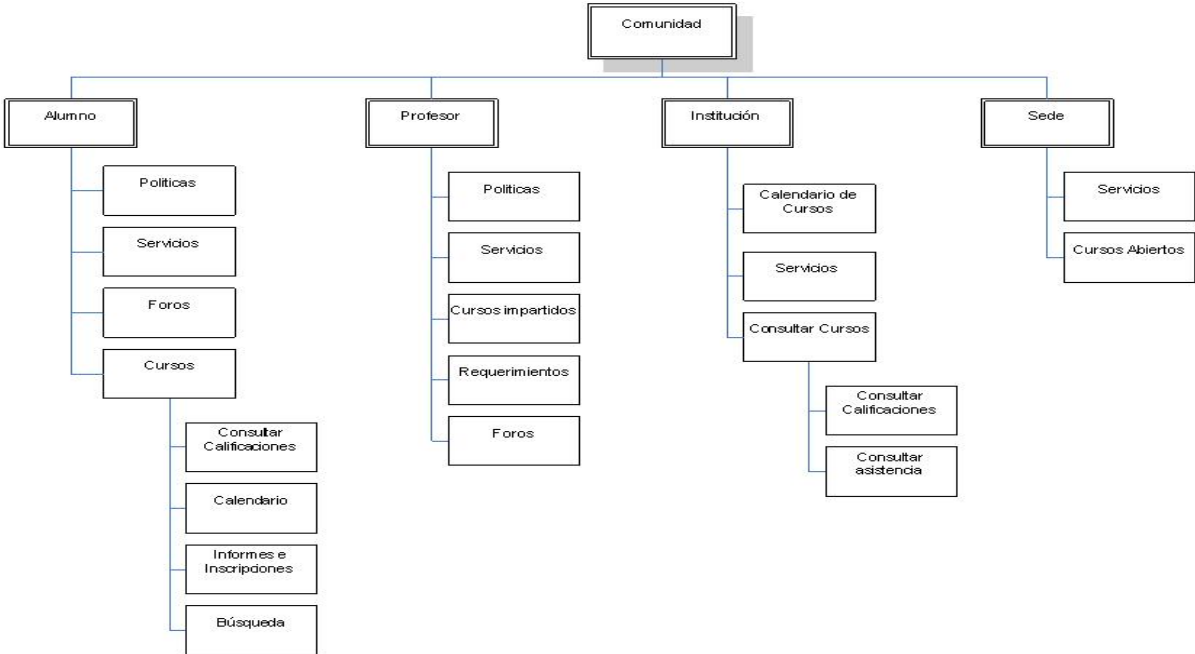 Comunidad
Alumno
Profesor
Institución
Sede
Politicas
Servicios
Foros
Cursos
Consultar
Calificaciones
Calendario
Informes e
Inscripciones
Búsqueda
Politicas
Servicios
Cursos impartidos
Requerimientos
Foros
Calendario de
Cursos
Servicios
Consultar Cursos
Consultar
Calificaciones
Consultar
asistencia
Servicios
Cursos Abiertos